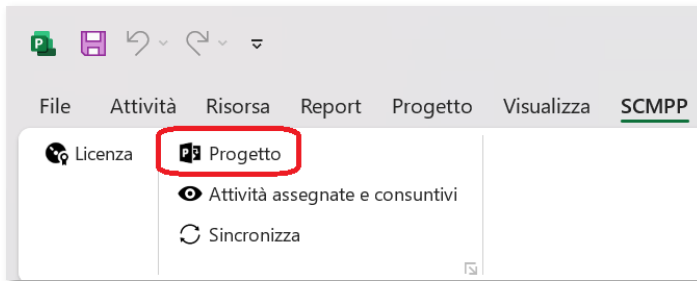 File Attività Risorsa Report Progetto Visualizza SCMPP
Licenza Progetto
Attività assegnate e consuntivi
Sincronizza